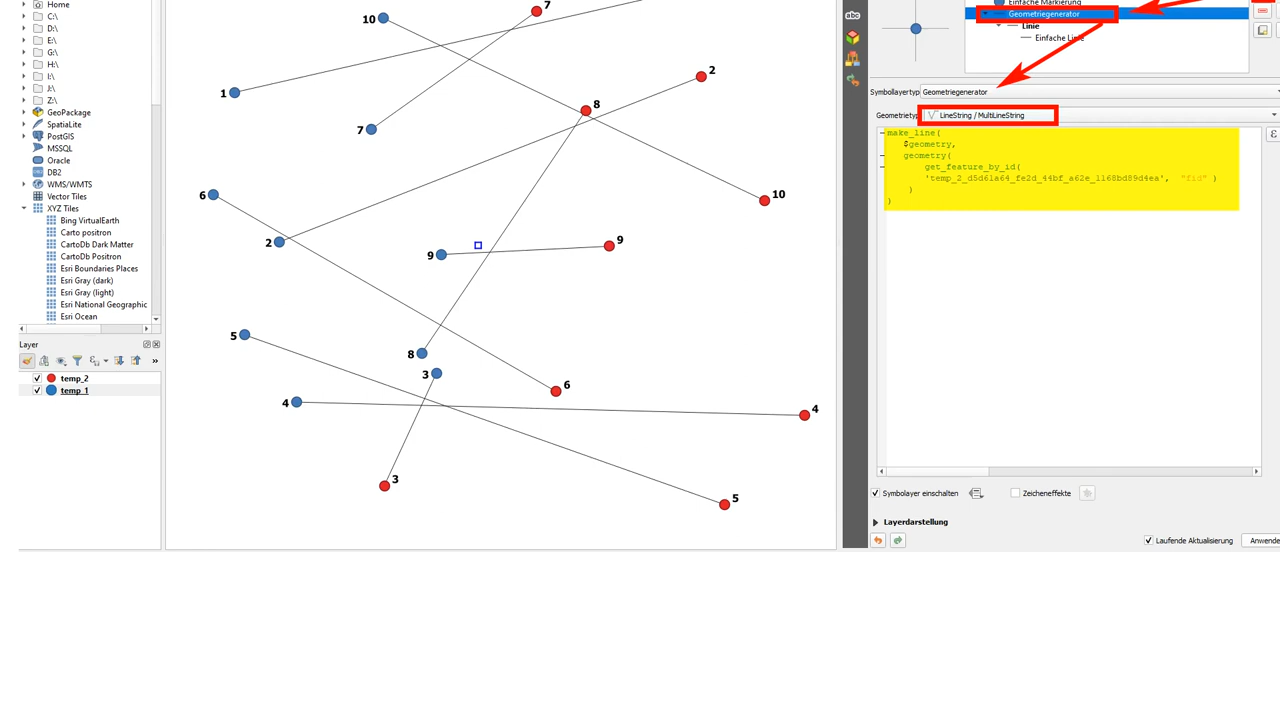 Home
C:\
D:\
E:\
G:\
H:\
I:\
J:\
Z:\
GeoPackage
SpatiaLite
PostGIS
MSSQL
Oracle
DB2
WMS/WMTS
Vector Tiles
XYZ Tiles
Bing VirtualEarth
Carto positron
CartoDb Dark Matter
CartoDb Positron
Esri Boundaries Places
Esri Gray (dark)
Esri Gray (light)
Esri National Geographic
Esri Ocean
Layer
»
temp_2
temp_1
7
10
2
1
8
7
6
10
2
9
9
5
8
3
6
4
4
3
5
abc
Einfache Markierung
Geometriegenerator
Linie
Einfache Linie
Symbollayertyp Geometriegenerator
Geometrietyp LineString / MultiLineString
make_line(
$geometry,
geometry(
get_feature_by_id(
'temp_2_d5d61a64_fe2d_44bf_a62e_1168bd89d4ea', "fid" )
)
)
ε
Symbolayer einschalten
Zeicheneffekte
Layerdarstellung
Laufende Aktualisierung
Anwende